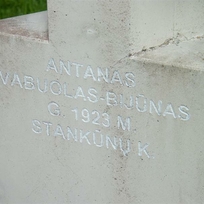 ANTANAS
VABUOLAS-BIJŪNAS
G. 1923 M.
STANKŪNŲ K.